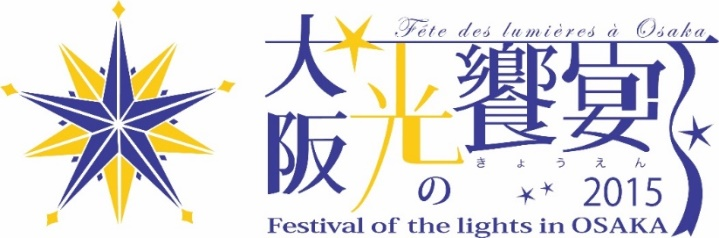 Fête des lumières à Osaka
大阪光の饗宴
きょうえん
2015
Festival of the lights in OSAKA